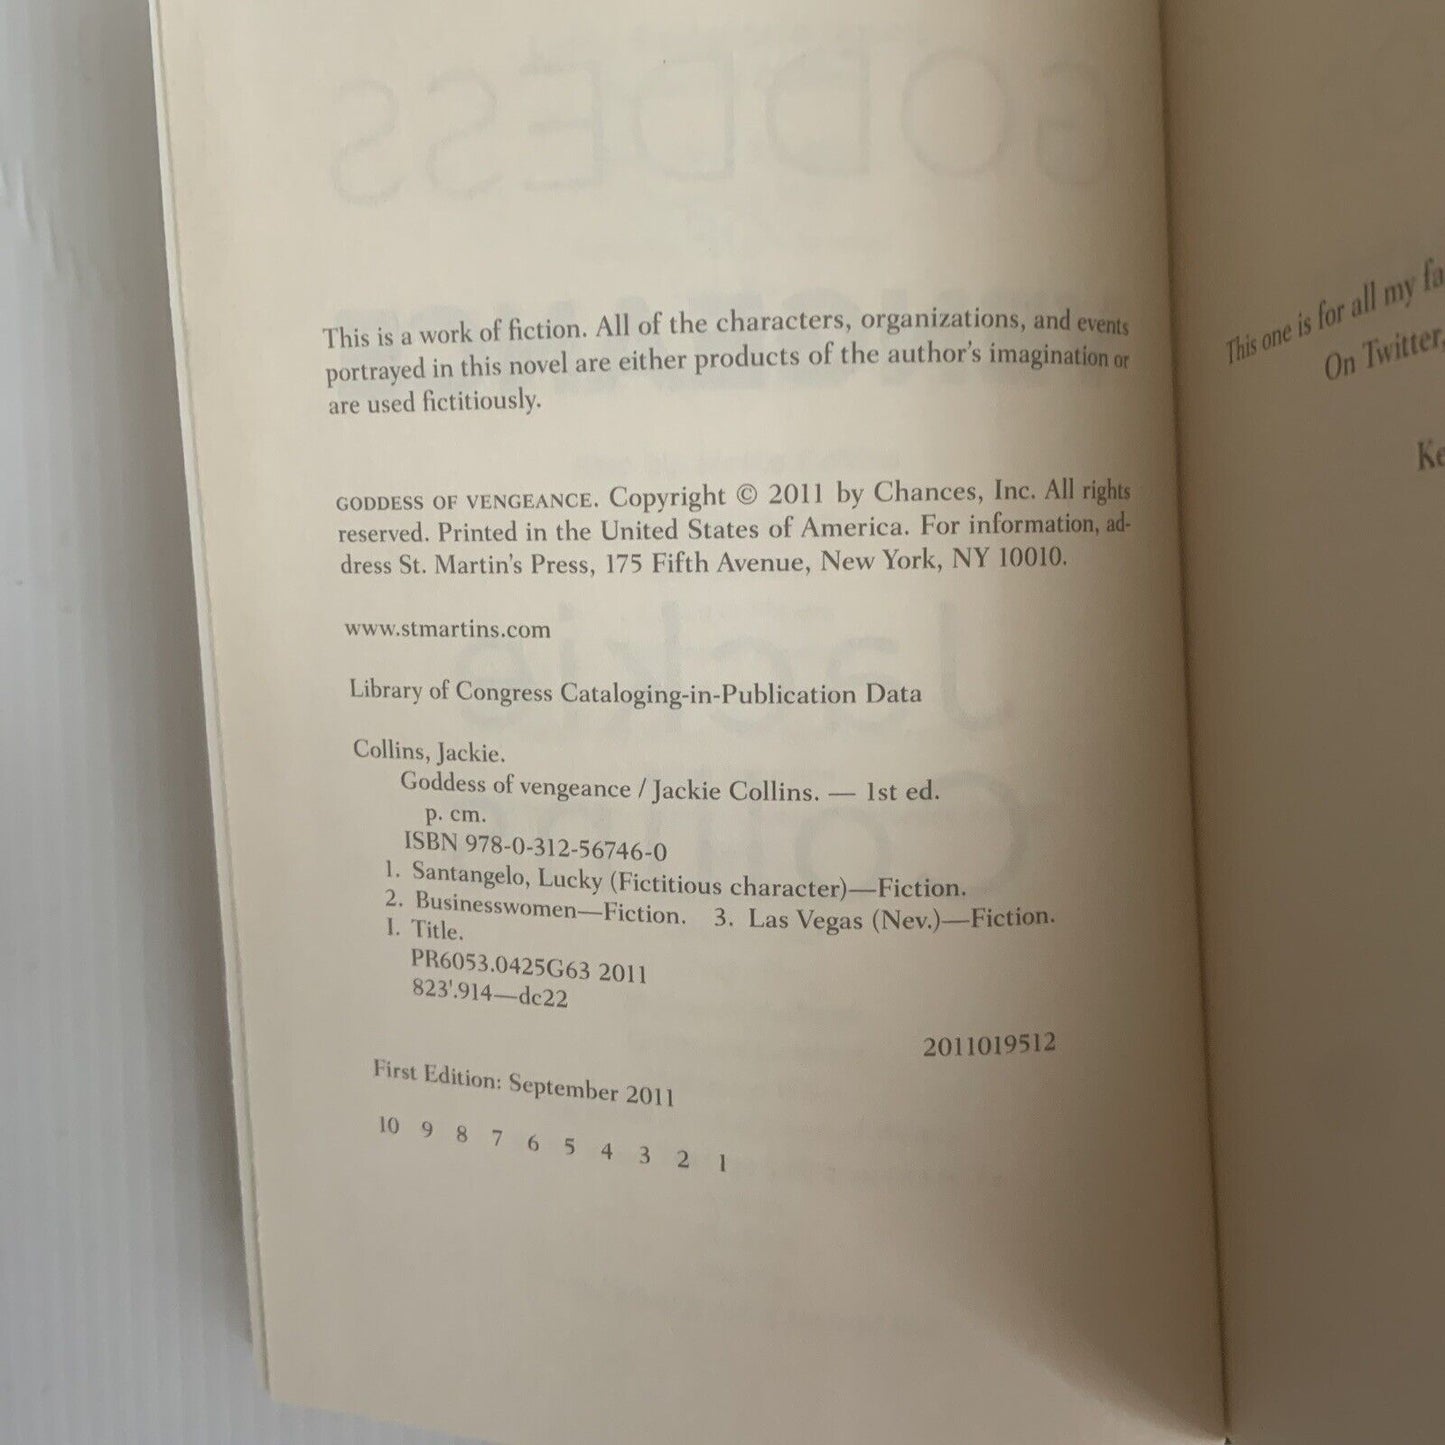 This is a work of fiction. All of the characters, organizations, and events
portrayed in this novel are either products of the author's imagination or
are used fictitiously.
GODDESS OF VENGEANCE. Copyright © 2011 by Chances, Inc. All rights
reserved. Printed in the United States of America. For information, ad-
dress St. Martin's Press, 175 Fifth Avenue, New York, NY 10010.
www.stmartins.com
Library of Congress Cataloging-in-Publication Data
Collins, Jackie.
Goddess of vengeance / Jackie Collins. — 1st ed.
p. cm.
ISBN 978-0-312-56746-0
1. Santangelo, Lucky (Fictitious character)—Fiction.
2. Businesswomen—Fiction. 3. Las Vegas (Nev.)—Fiction.
I. Title.
PR6053.0425G63 2011
823'.914—dc22
2011019512
First Edition: September 2011
10 9 8 7 6 5 4 3 2 1
This one is for all my fa
On Twitter,
Ke